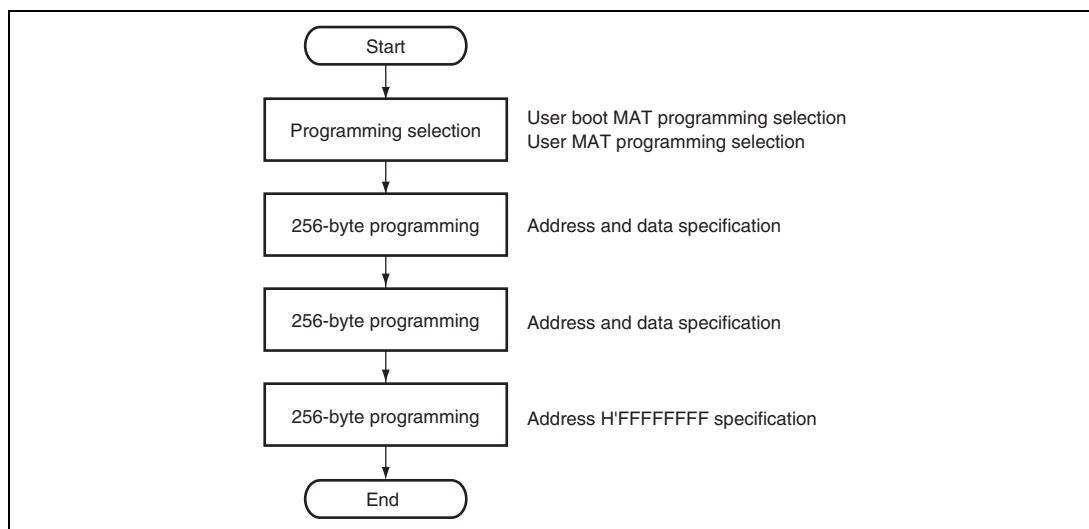 Start
Programming selection
User boot MAT programming selection
User MAT programming selection
256-byte programming
Address and data specification
256-byte programming
Address and data specification
256-byte programming
Address H'FFFFFFFF specification
End